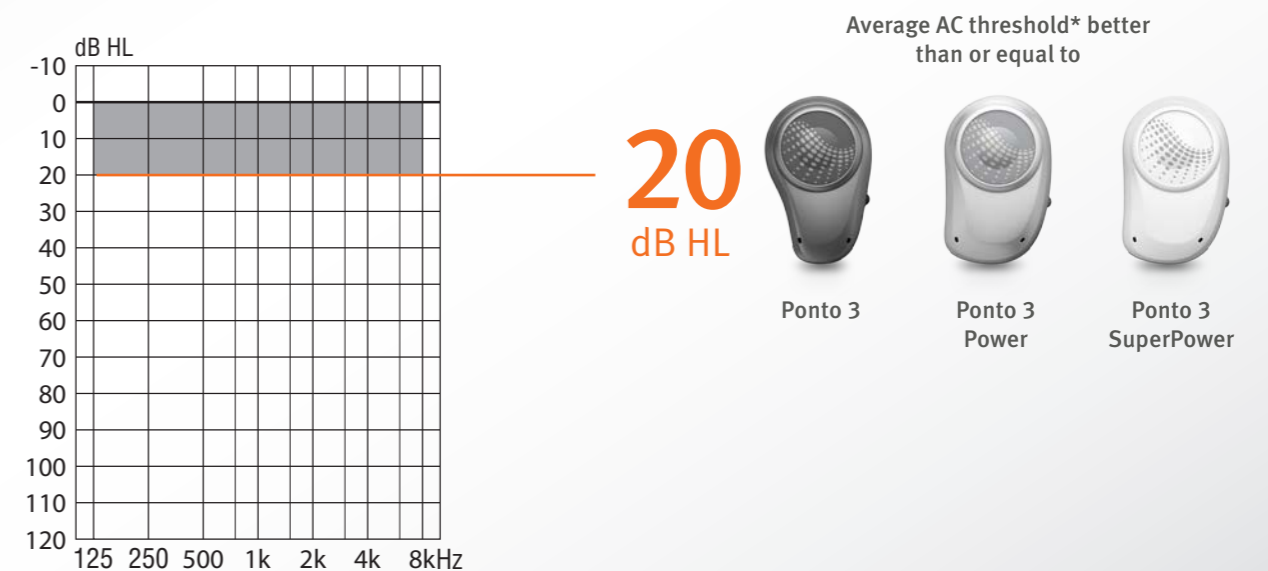 dB HL
-10
0
10
20
30
40
50
60
70
80
90
100
110
120
125 250 500 1k 2k 4k 8kHz
20
dB HL
Average AC threshold* better
than or equal to
Ponto 3
Ponto 3
Power
Ponto 3
SuperPower